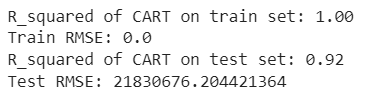 R_squared of CART on train set: 1.00
Train RMSE: 0.0
R_squared of CART on test set: 0.92
Test RMSE: 21830676.204421364